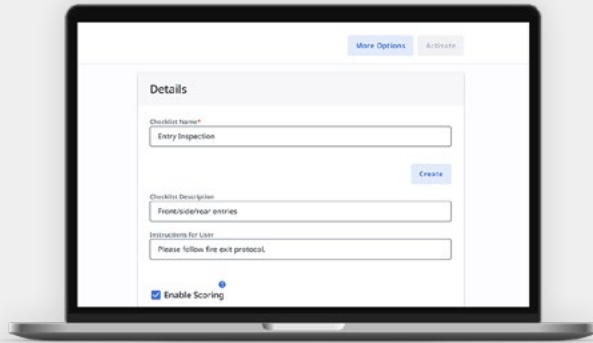 More Options Activate
Details
Checklist Name*
Entry Inspection
Create
Checklist Description
Front/side/rear entries
Instructions for User
Please follow fire exit protocol.
Enable Scoring